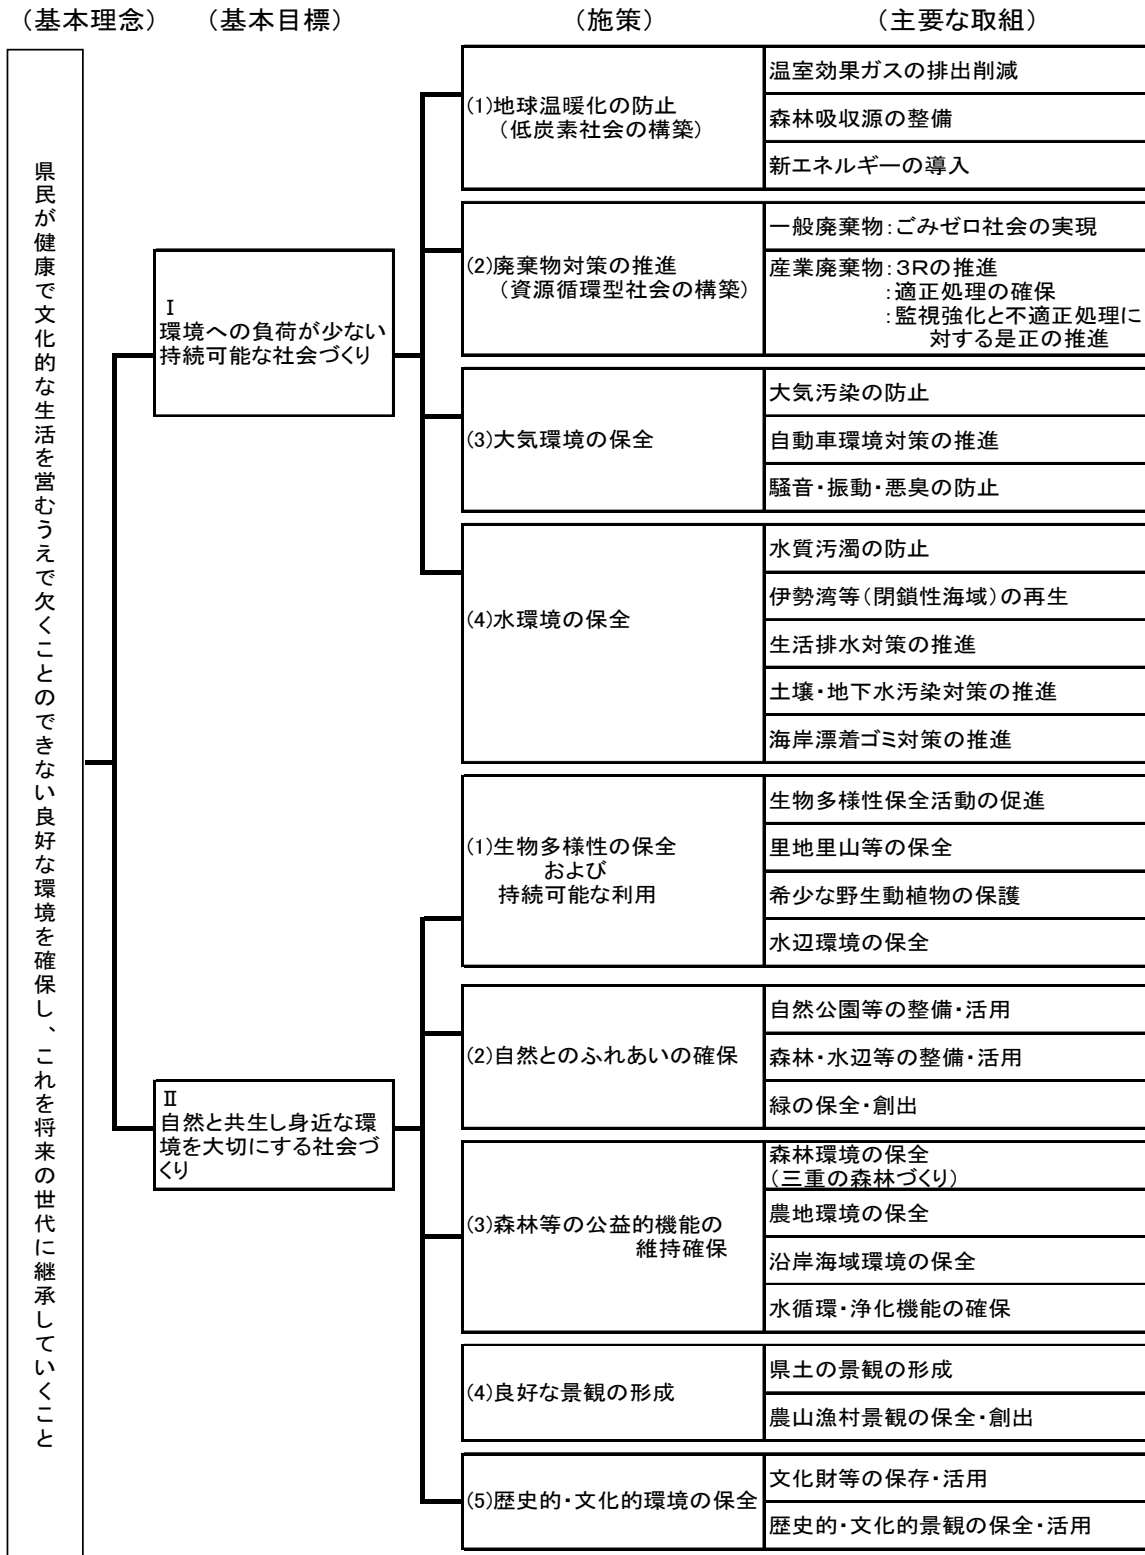 (基本理念)
(基本目標)
(施策)
(主要な取組)
県民が健康で文化的な生活を営むうえで欠くことのできない良好な環境を確保し、これを将来の世代に継承していくこと
Ⅰ
環境への負荷が少ない
持続可能な社会づくり
(1)地球温暖化の防止
(低炭素社会の構築)
温室効果ガスの排出削減
森林吸収源の整備
新エネルギーの導入
(2)廃棄物対策の推進
(資源循環型社会の構築)
一般廃棄物:ごみゼロ社会の実現
産業廃棄物:3Rの推進
:適正処理の確保
:監視強化と不適正処理に
対する是正の推進
(3)大気環境の保全
大気汚染の防止
自動車環境対策の推進
騒音・振動・悪臭の防止
(4)水環境の保全
水質汚濁の防止
伊勢湾等(閉鎖性海域)の再生
生活排水対策の推進
土壌・地下水汚染対策の推進
海岸漂着ゴミ対策の推進
Ⅱ
自然と共生し身近な環
境を大切にする社会づ
くり
(1)生物多様性の保全
および
持続可能な利用
生物多様性保全活動の促進
里地里山等の保全
希少な野生動植物の保護
水辺環境の保全
(2)自然とのふれあいの確保
自然公園等の整備・活用
森林・水辺等の整備・活用
緑の保全・創出
(3)森林等の公益的機能の
維持確保
森林環境の保全
(三重の森林づくり)
農地環境の保全
沿岸海域環境の保全
水循環・浄化機能の確保
(4)良好な景観の形成
県土の景観の形成
農山漁村景観の保全・創出
(5)歴史的・文化的環境の保全
文化財等の保存・活用
歴史的・文化的景観の保全・活用